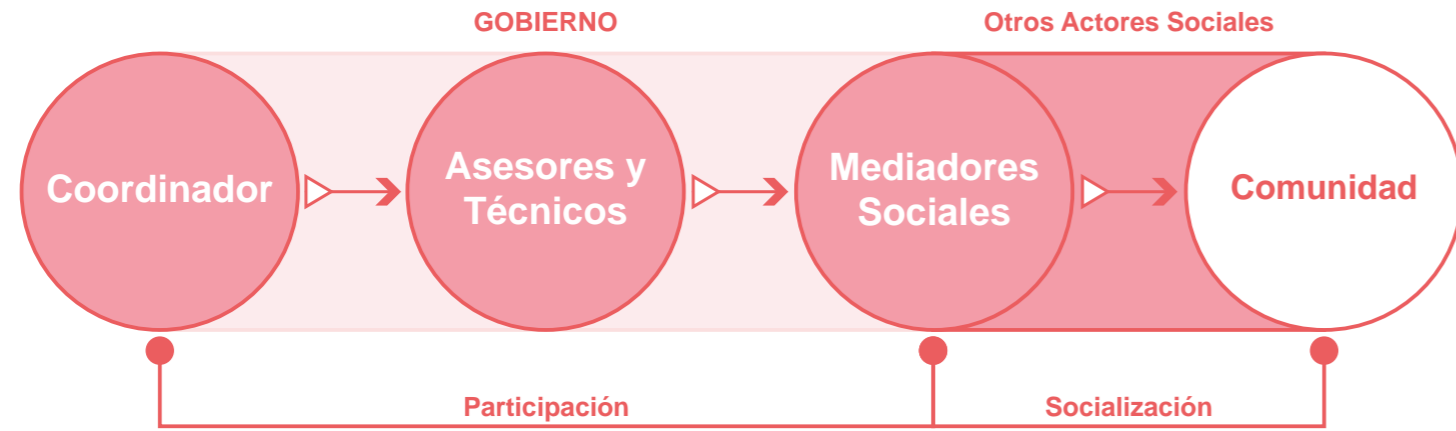 GOBIERNO
Otros Actores Sociales
Coordinador
Asesores y
Técnicos
Mediadores
Sociales
Comunidad
Participación
Socialización